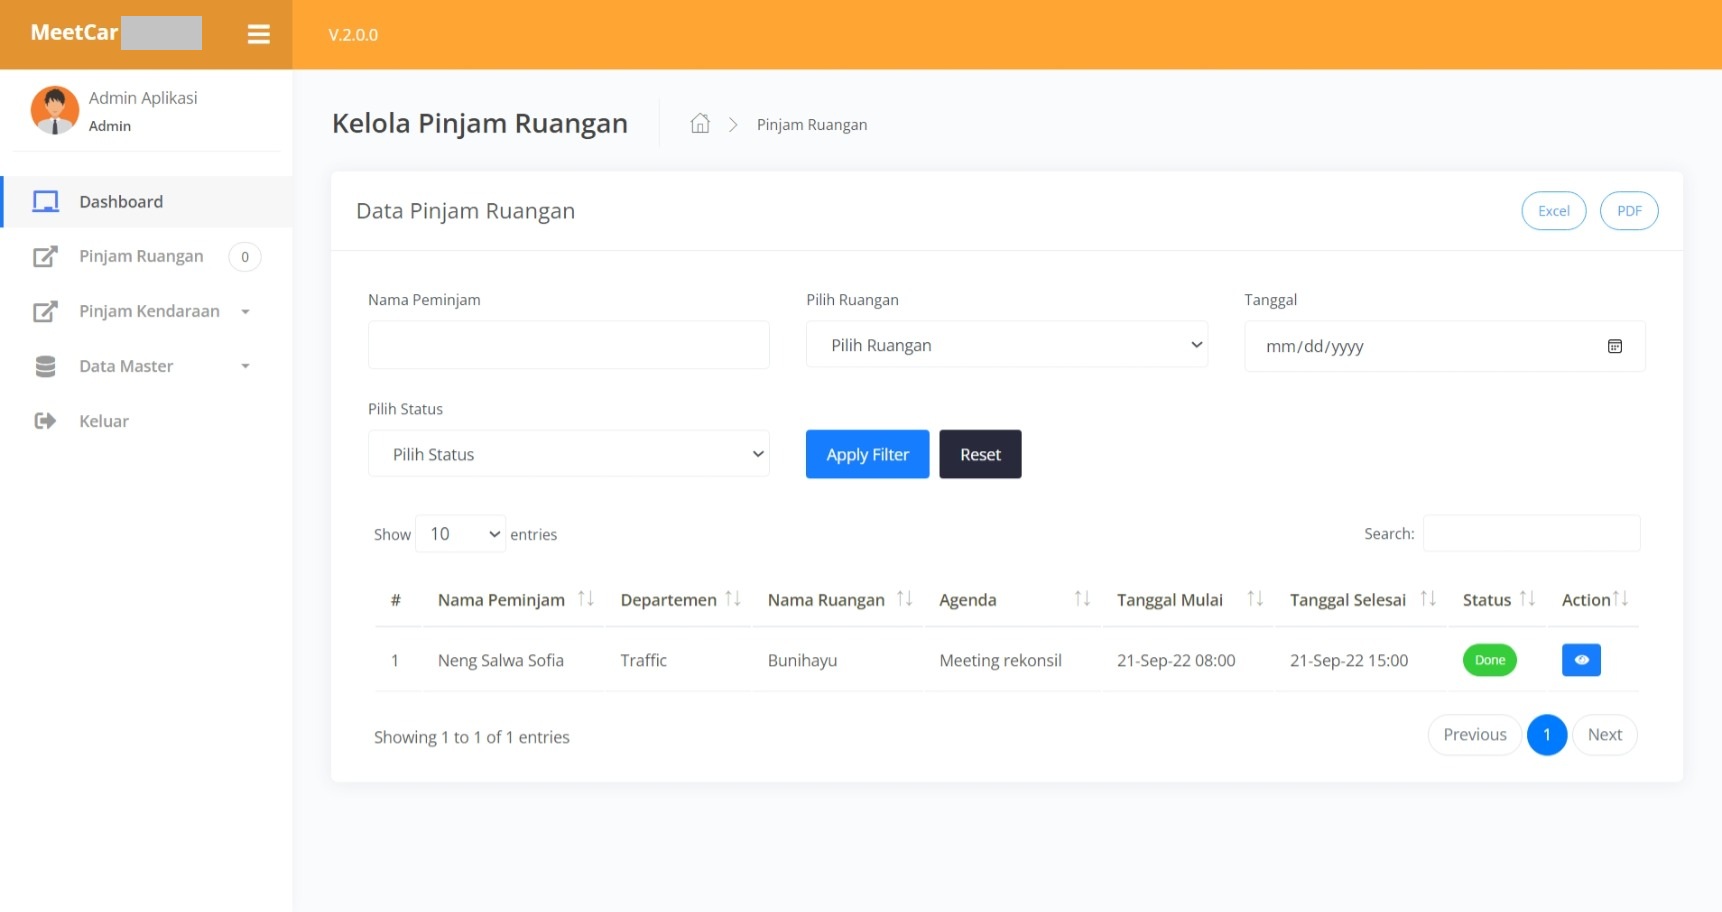 MeetCar
V.2.0.0
Admin Aplikasi
Admin
Dashboard
Pinjam Ruangan 0
Pinjam Kendaraan
Data Master
Keluar
Kelola Pinjam Ruangan
Pinjam Ruangan
Data Pinjam Ruangan
Excel PDF
Nama Peminjam Pilih Ruangan Tanggal
Pilih Ruangan mm/dd/yyyy
Pilih Status
Pilih Status Apply Filter Reset
Show 10 entries Search:
# Nama Peminjam Departemen Nama Ruangan Agenda Tanggal Mulai Tanggal Selesai Status Action
1 Neng Salwa Sofia Traffic Bunihayu Meeting rekonsil 21-Sep-22 08:00 21-Sep-22 15:00 Done
Showing 1 to 1 of 1 entries Previous 1 Next